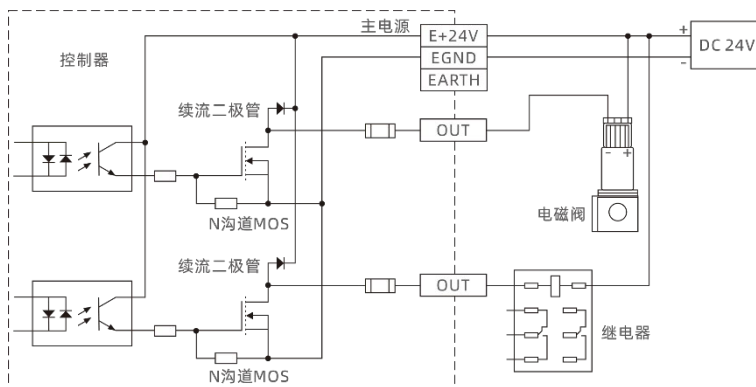 主电源
E+24V
+
DC 24V
-
控制器
EGND
EARTH
续流二极管
OUT
- +
电磁阀
N沟道MOS
续流二极管
OUT
继电器
N沟道MOS